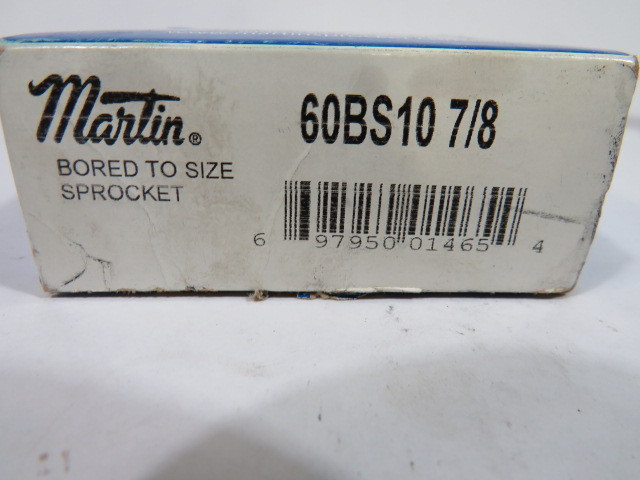 Martin®
60BS10 7/8
BORED TO SIZE
SPROCKET
6 97950 01465 4